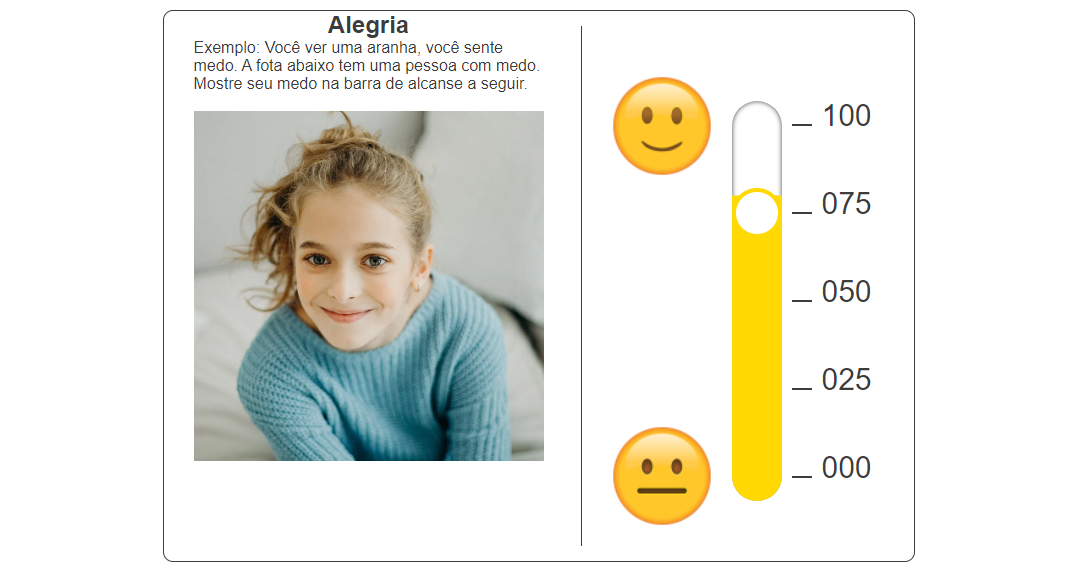 Alegria
Exemplo: Você ver uma aranha, você sente
medo. A fota abaixo tem uma pessoa com medo.
Mostre seu medo na barra de alcanse a seguir.
100
075
050
025
000